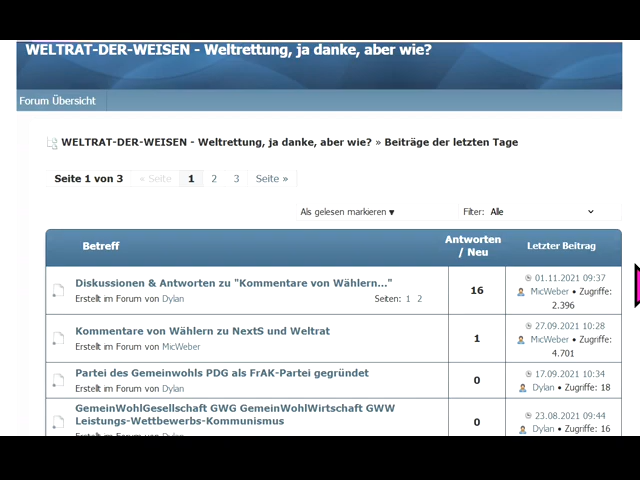 WELTRAT-DER-WEISEN - Weltrettung, ja danke, aber wie?
Forum Übersicht
WELTRAT-DER-WEISEN - Weltrettung, ja danke, aber wie? » Beiträge der letzten Tage
Seite 1 von 3 « Seite 1 2 3 Seite »
Als gelesen markieren ▾ Filter: Alle
Betreff Antworten / Neu Letzter Beitrag
Diskussionen & Antworten zu "Kommentare von Wählern..."
Erstellt im Forum von Dylan Seiten: 1 2
16
01.11.2021 09:37
MicWeber • Zugriffe:
2.396
Kommentare von Wählern zu NextS und Weltrat
Erstellt im Forum von MicWeber
1
27.09.2021 10:28
MicWeber • Zugriffe:
4.701
Partei des Gemeinwohls PDG als FrAK-Partei gegründet
Erstellt im Forum von Dylan
0
17.09.2021 10:34
Dylan • Zugriffe: 18
GemeinWohlGesellschaft GWG GemeinWohlWirtschaft GWW
Leistungs-Wettbewerbs-Kommunismus
Erstellt im Forum von Dylan
0
23.08.2021 09:44
Dylan • Zugriffe: 16